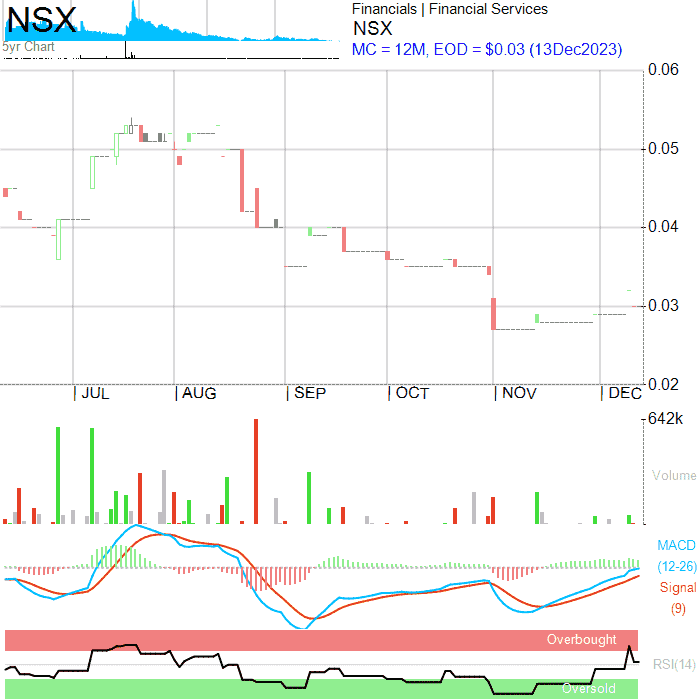 NSX
5yr Chart
Financials | Financial Services
NSX
MC = 12M, EOD = $0.03 (13Dec2023)
0.06
0.05
0.04
0.03
0.02
| JUL | AUG | SEP | OCT | NOV | DEC
642k
Volume
MACD
(12-26)
Signal
(9)
Overbought
RSI(14)
Oversold